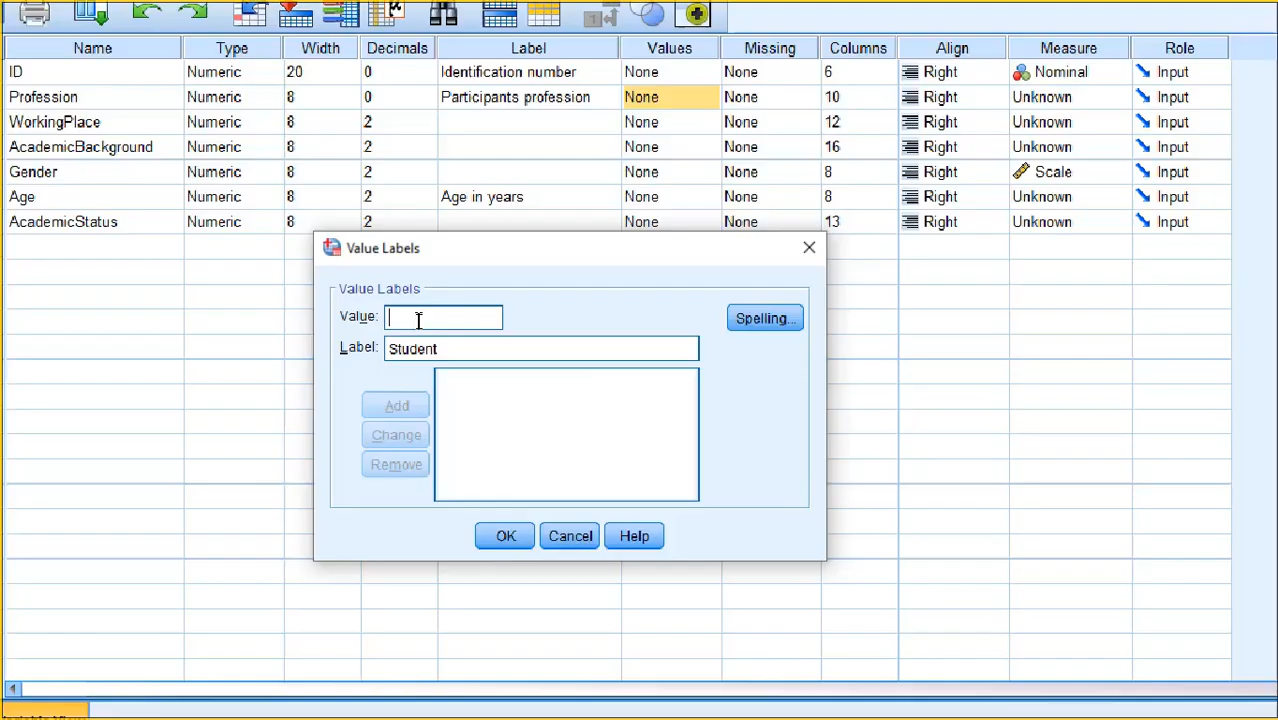 Name Type Width Decimals Label Values Missing Columns Align Measure Role
ID Numeric 20 0 Identification number None None 6 Right Nominal Input
Profession Numeric 8 0 Participants profession None None 10 Right Unknown Input
WorkingPlace Numeric 8 2 None None 12 Right Unknown Input
AcademicBackground Numeric 8 2 None None 16 Right Unknown Input
Gender Numeric 8 2 None None 8 Right Scale Input
Age Numeric 8 2 Age in years None None 8 Right Unknown Input
AcademicStatus Numeric 8 2 None None 13 Right Unknown Input
Value Labels
Value Labels
Value:
Spelling...
Label: Student
Add
Change
Remove
OK Cancel Help